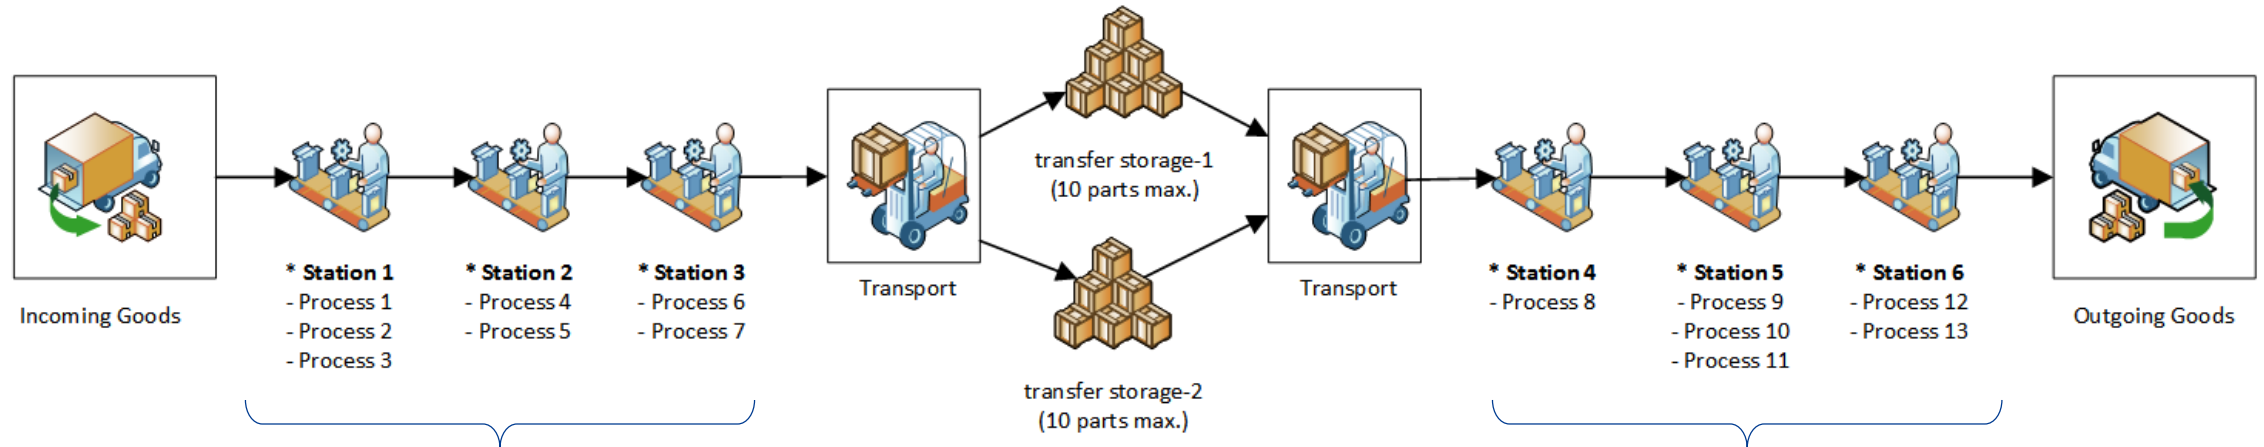 Incoming Goods
* Station 1
- Process 1
- Process 2
- Process 3
* Station 2
- Process 4
- Process 5
* Station 3
- Process 6
- Process 7
Transport
transfer storage-1
(10 parts max.)
transfer storage-2
(10 parts max.)
Transport
* Station 4
- Process 8
* Station 5
- Process 9
- Process 10
- Process 11
* Station 6
- Process 12
- Process 13
Outgoing Goods